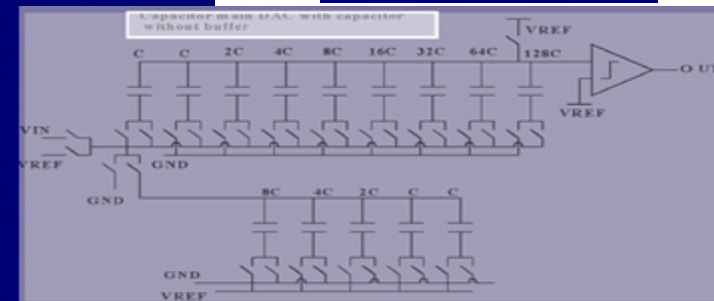 Capacitor main DAC with capacitor
without buffer
VREF
C C 2C 4C 8C 16C 32C 64C 128C
OUT
VREF
VIN
VREF GND
GND
8C 4C 2C C C
GND
VREF